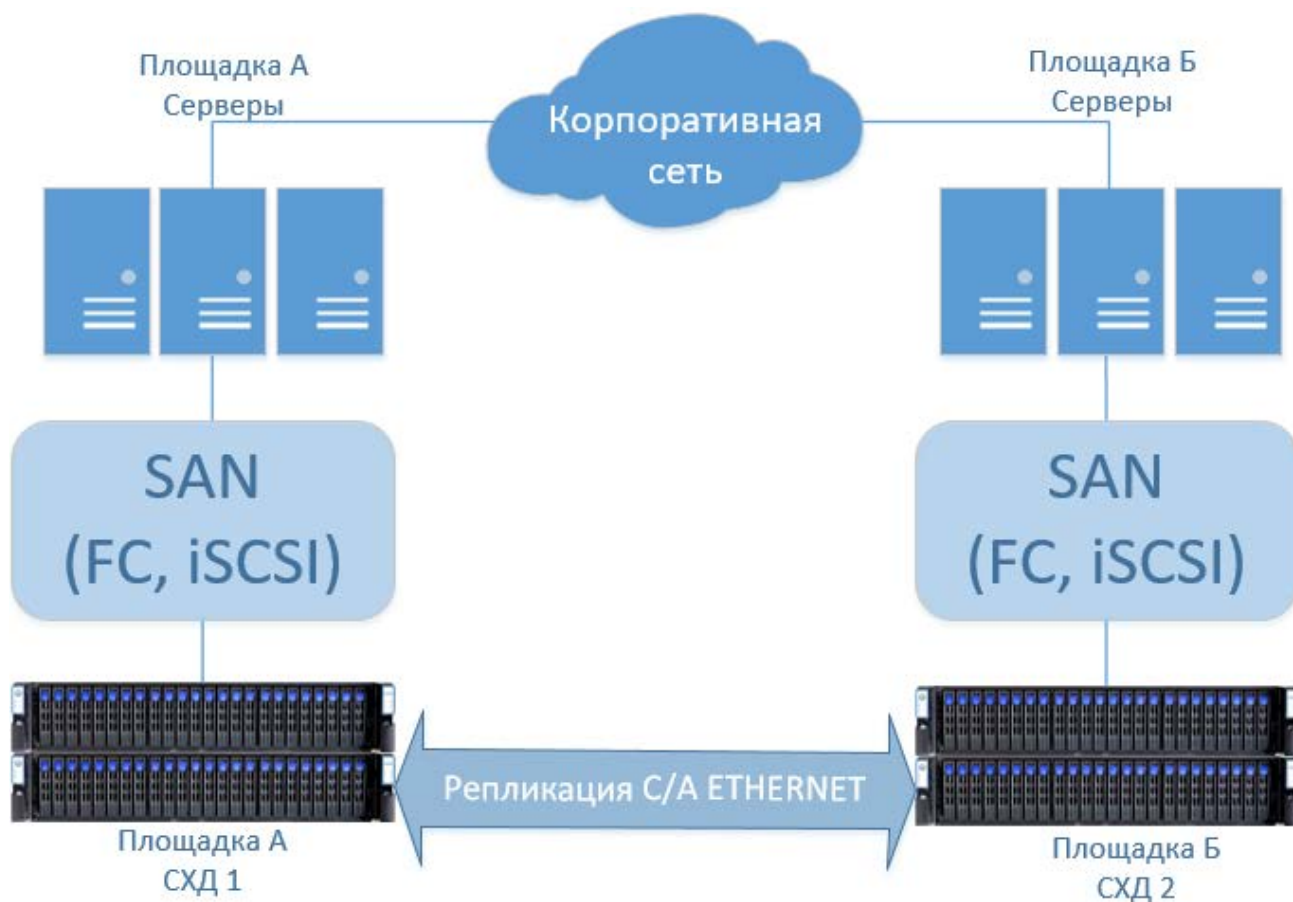 Площадка А
Серверы
Корпоративная
сеть
Площадка Б
Серверы
SAN
(FC, iSCSI)
SAN
(FC, iSCSI)
Репликация С/А ETHERNET
Площадка А
СХД 1
Площадка Б
СХД 2